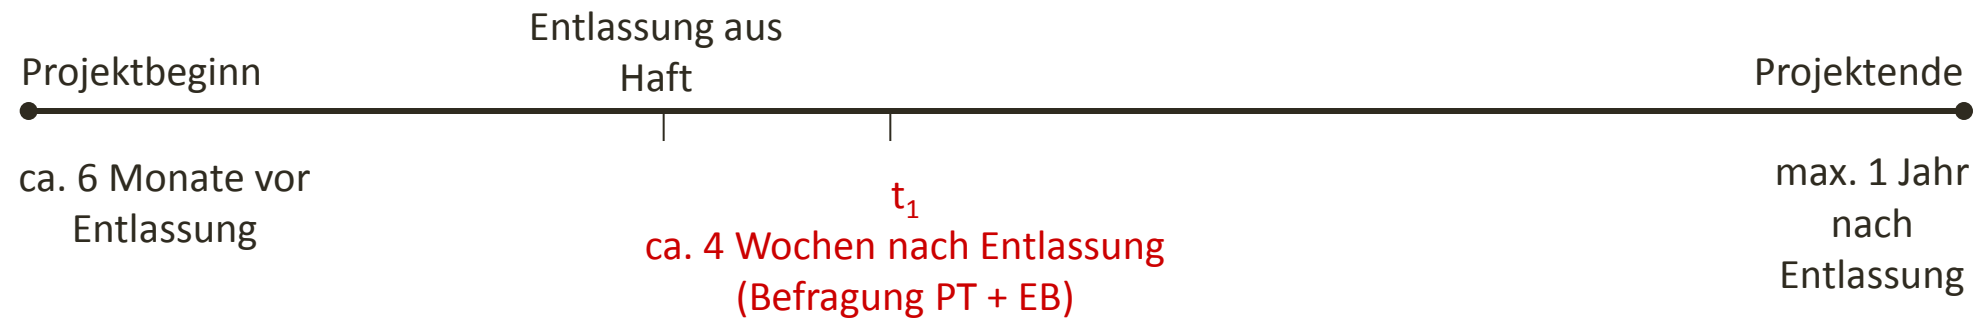 Projektbeginn
Entlassung aus
Haft
Projektende
ca. 6 Monate vor
Entlassung
t₁
ca. 4 Wochen nach Entlassung
(Befragung PT + EB)
max. 1 Jahr
nach
Entlassung